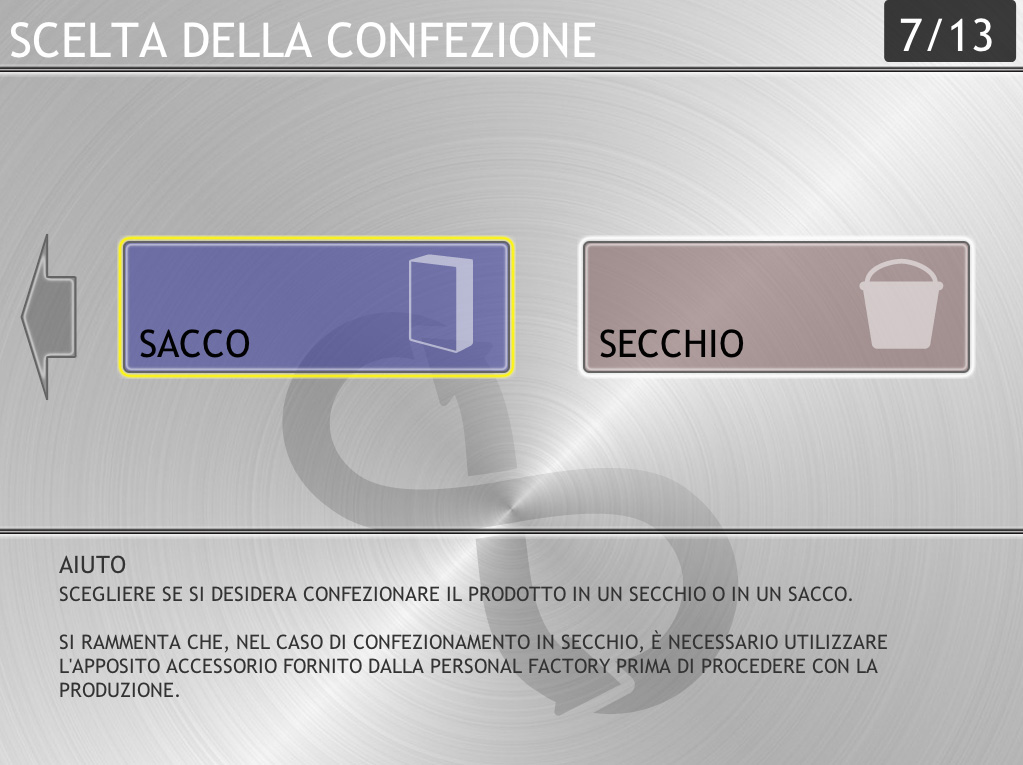 SCELTA DELLA CONFEZIONE
7/13
SACCO
SECCHIO
AIUTO
SCEGLIERE SE SI DESIDERA CONFEZIONARE IL PRODOTTO IN UN SECCHIO O IN UN SACCO.
SI RAMMENTA CHE, NEL CASO DI CONFEZIONAMENTO IN SECCHIO, È NECESSARIO UTILIZZARE
L'APPOSITO ACCESSORIO FORNITO DALLA PERSONAL FACTORY PRIMA DI PROCEDERE CON LA
PRODUZIONE.